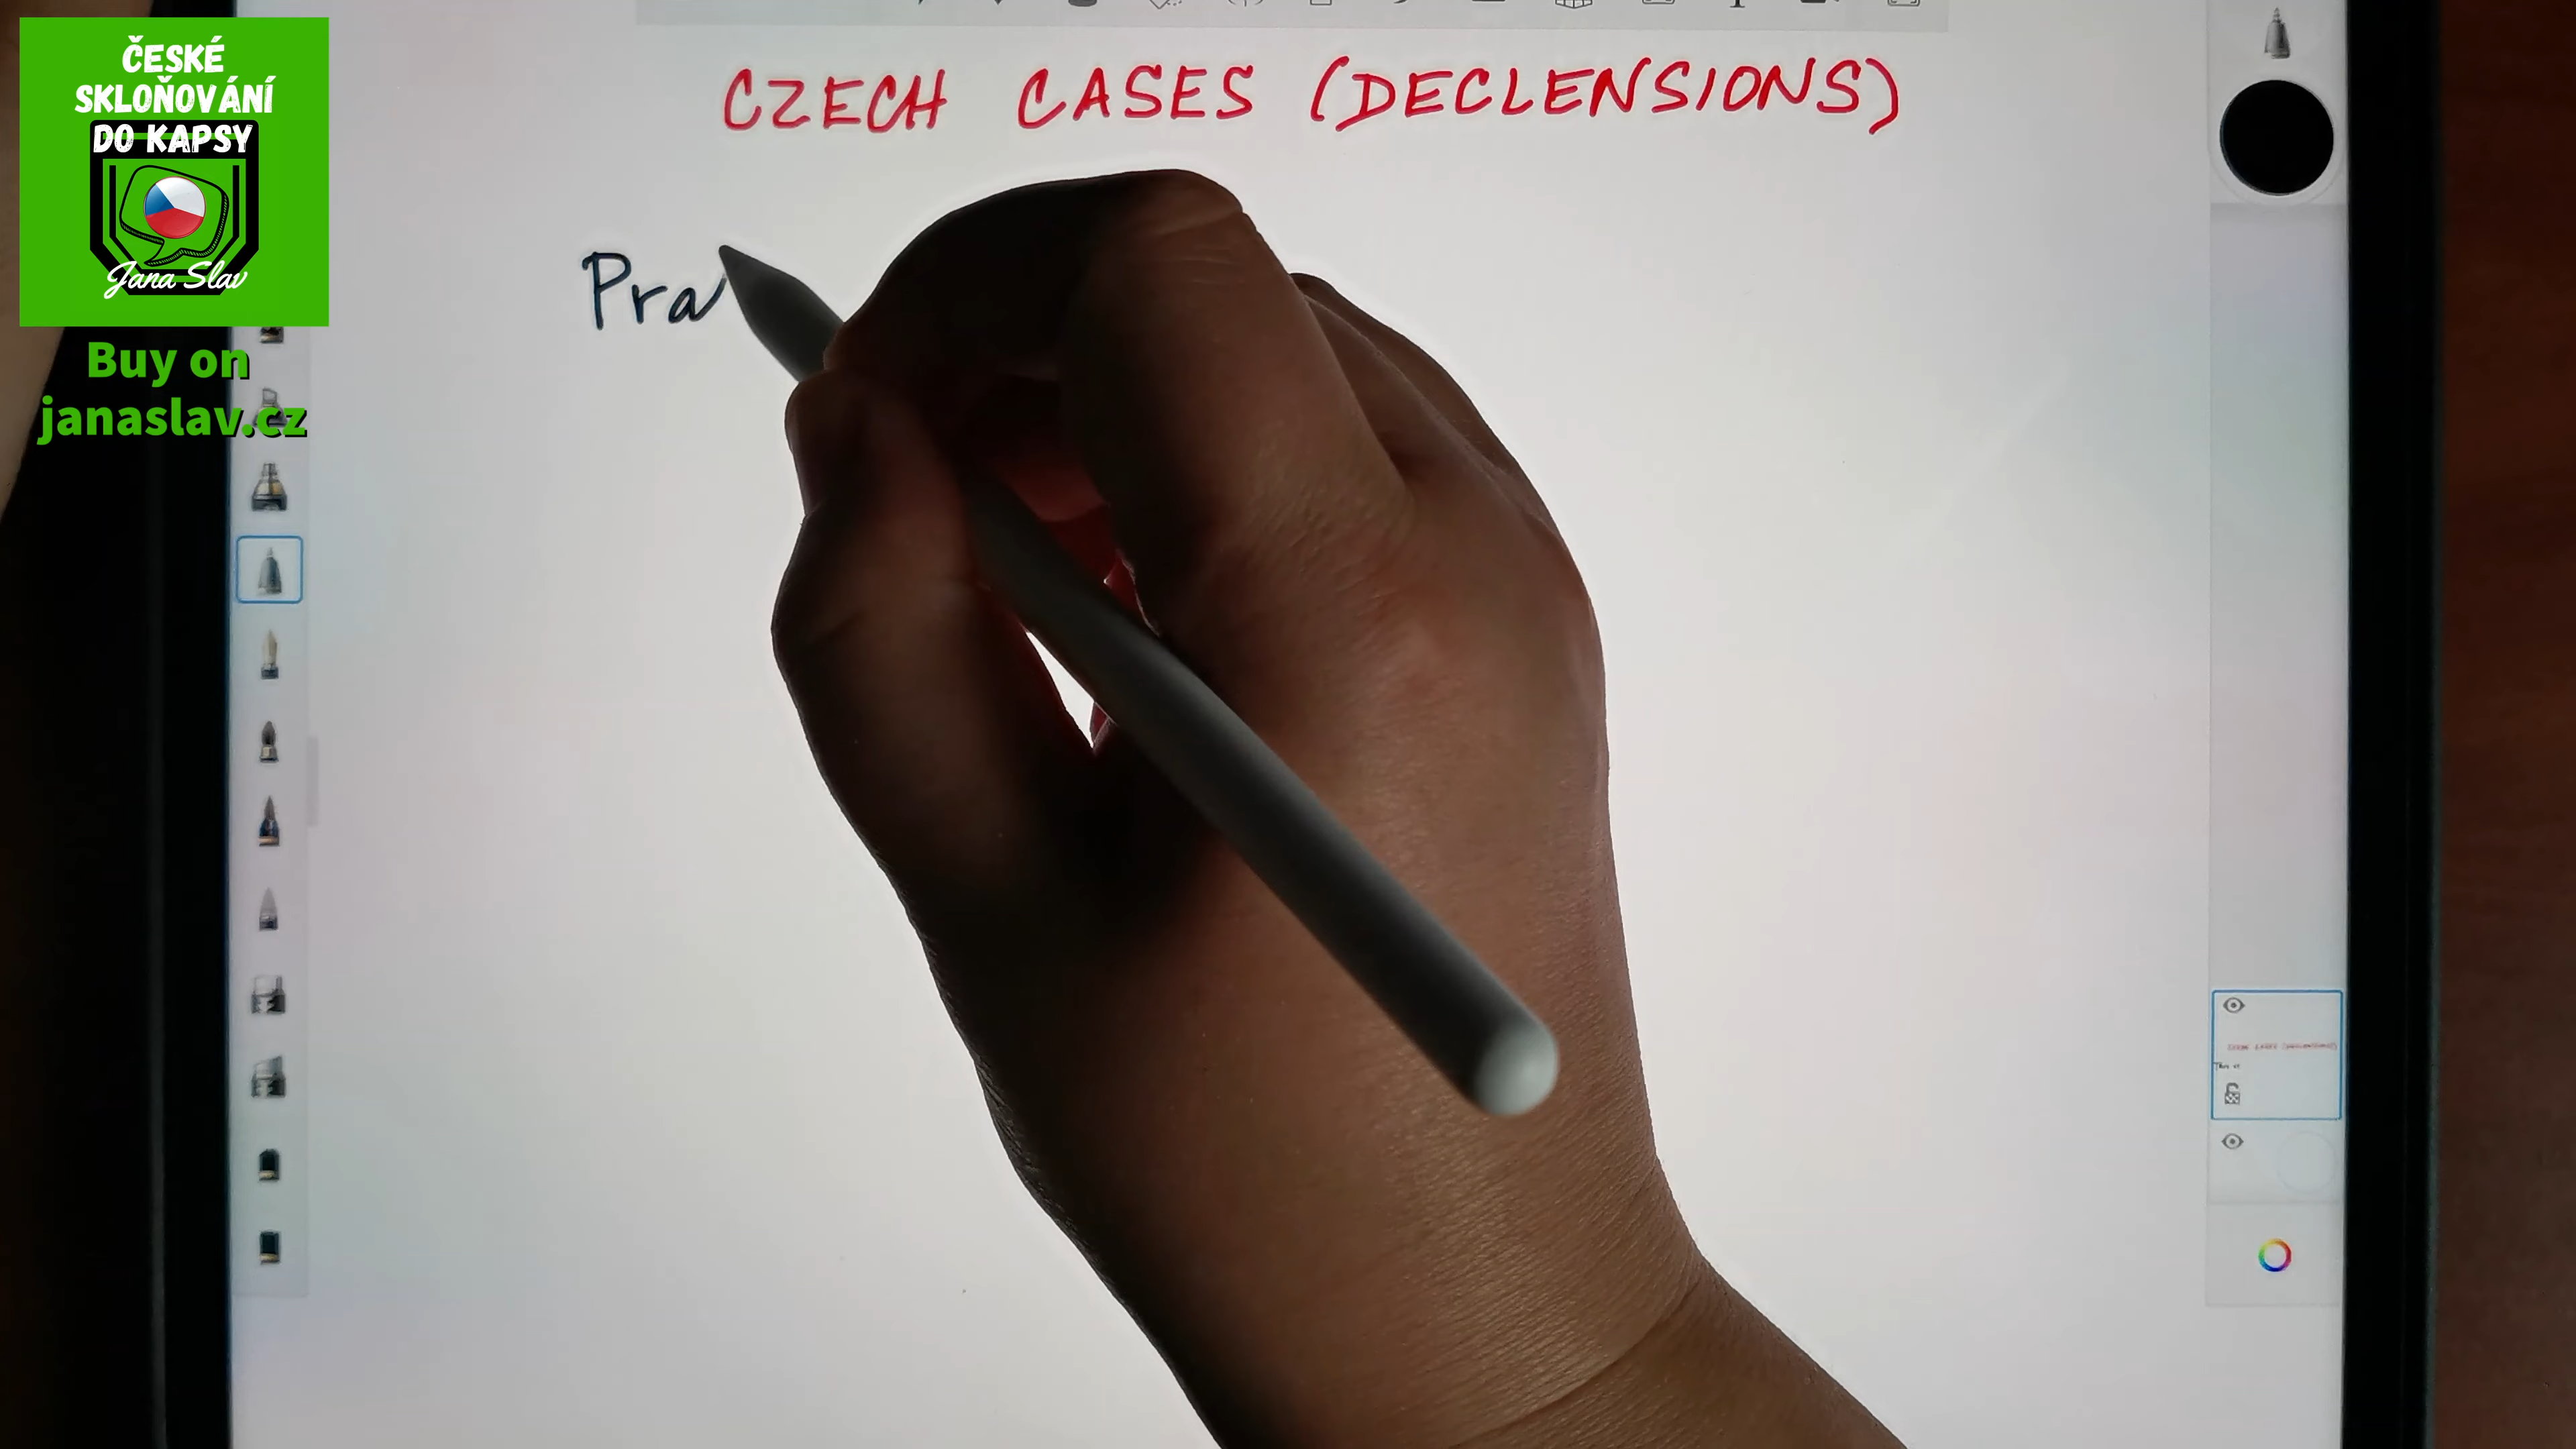 ČESKÉ
SKLOŇOVÁNÍ
DO KAPSY
Jana Slav
Buy on
janaslav.cz
CZECH CASES (DECLENSIONS)
Pra